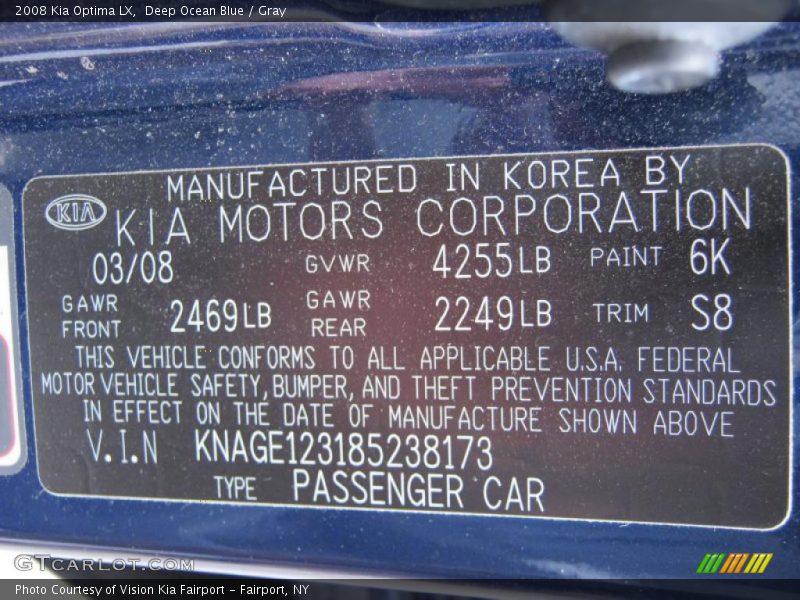 2008 Kia Optima LX, Deep Ocean Blue / Gray
MANUFACTURED IN KOREA BY
KIA KIA MOTORS CORPORATION
03/08 GVWR 4255LB PAINT 6K
GAWR FRONT 2469LB GAWR REAR 2249LB TRIM S8
THIS VEHICLE CONFORMS TO ALL APPLICABLE U.S.A. FEDERAL
MOTOR VEHICLE SAFETY, BUMPER, AND THEFT PREVENTION STANDARDS
IN EFFECT ON THE DATE OF MANUFACTURE SHOWN ABOVE
V.I.N KNAGE123185238173
TYPE PASSENGER CAR
GTCARLOT.COM
Photo Courtesy of Vision Kia Fairport - Fairport, NY